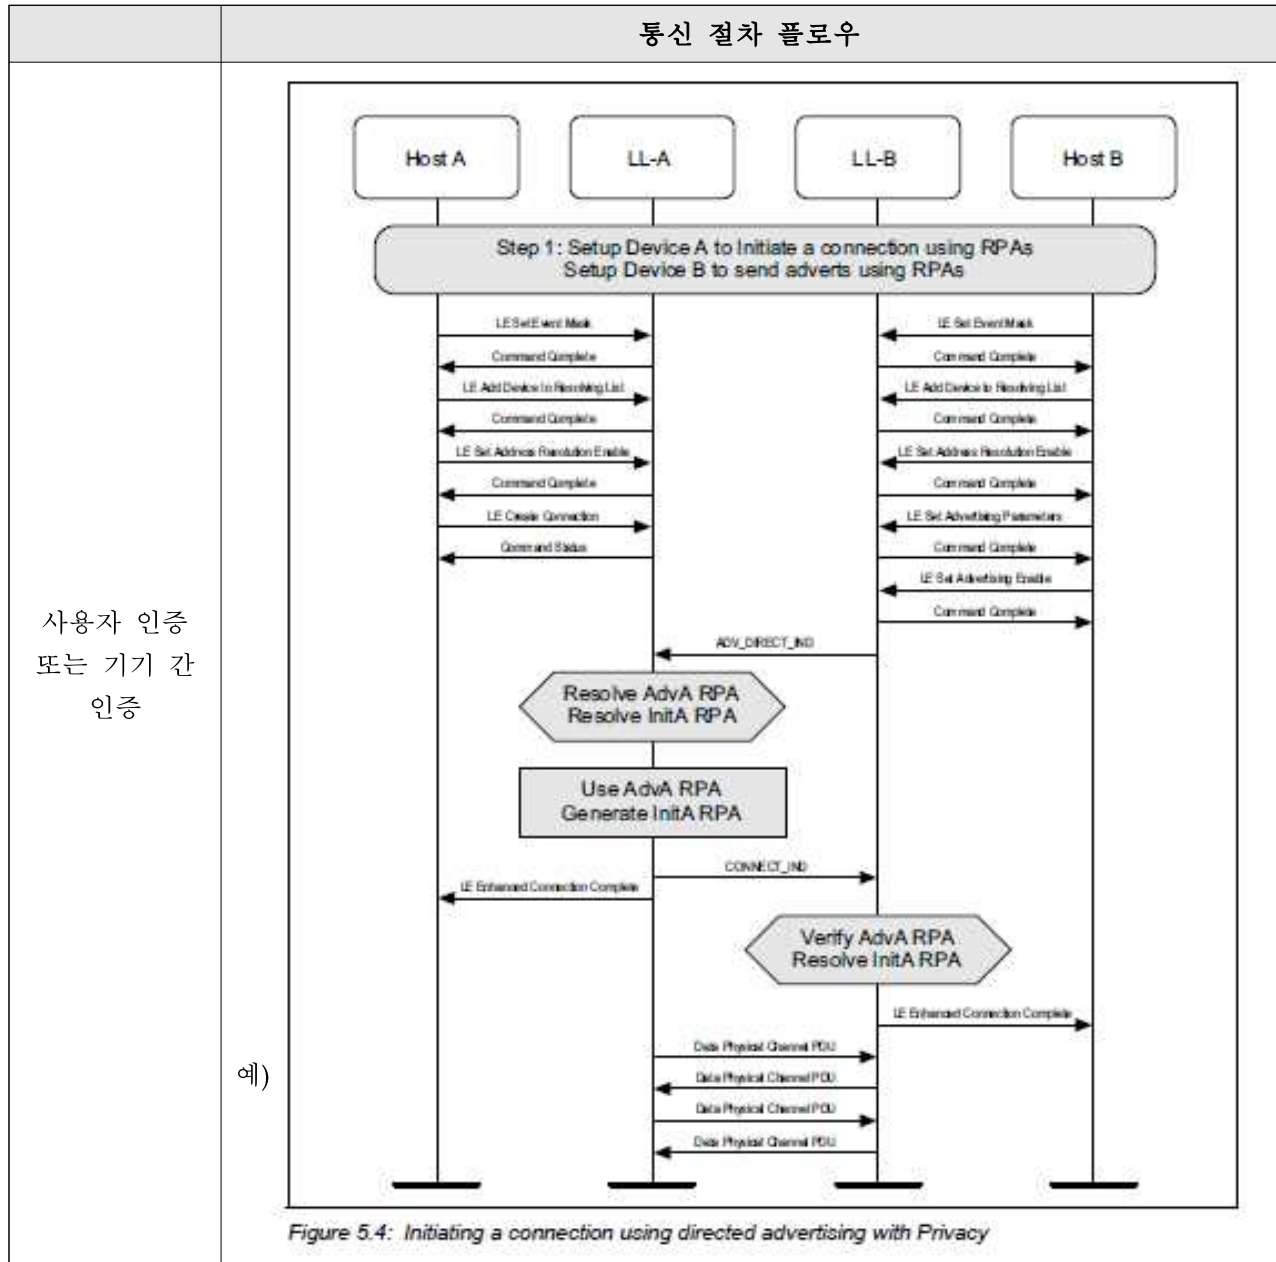 통신 절차 플로우
사용자 인증
또는 기기 간
인증
예)
Host A
LL-A
LL-B
Host B
Step 1: Setup Device A to Initiate a connection using RPAs
Setup Device B to send adverts using RPAs
LE Set Event Mask
LE Set Event Mask
Command Complete
Command Complete
LE Add Device to Resolving List
LE Add Device to Resolving List
Command Complete
Command Complete
LE Set Address Resolution Enable
LE Set Address Resolution Enable
Command Complete
Command Complete
LE Create Connection
LE Set Advertising Parameters
Command Status
Command Complete
LE Set Advertising Enable
Command Complete
ADV_DIRECT_IND
Resolve AdvA RPA
Resolve InitA RPA
Use AdvA RPA
Generate InitA RPA
CONNECT_IND
LE Enhanced Connection Complete
Verify AdvA RPA
Resolve InitA RPA
LE Enhanced Connection Complete
Data Physical Channel PDU
Data Physical Channel PDU
Data Physical Channel PDU
Data Physical Channel PDU
Figure 5.4: Initiating a connection using directed advertising with Privacy